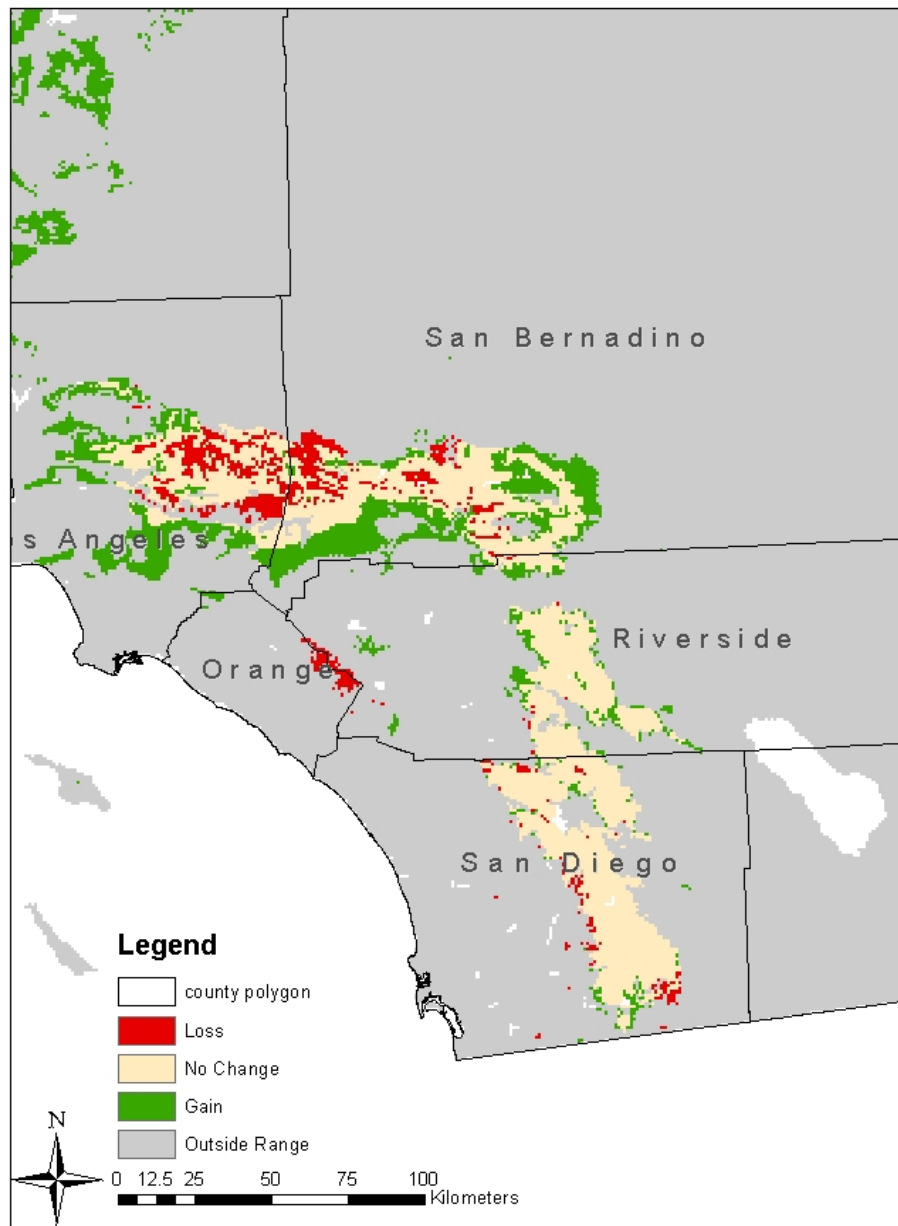 San Bernadino
s Angeles
Riverside
Orange
San Diego
Legend
county polygon
Loss
No Change
Gain
Outside Range
N
0 12.5 25 50 75 100
Kilometers